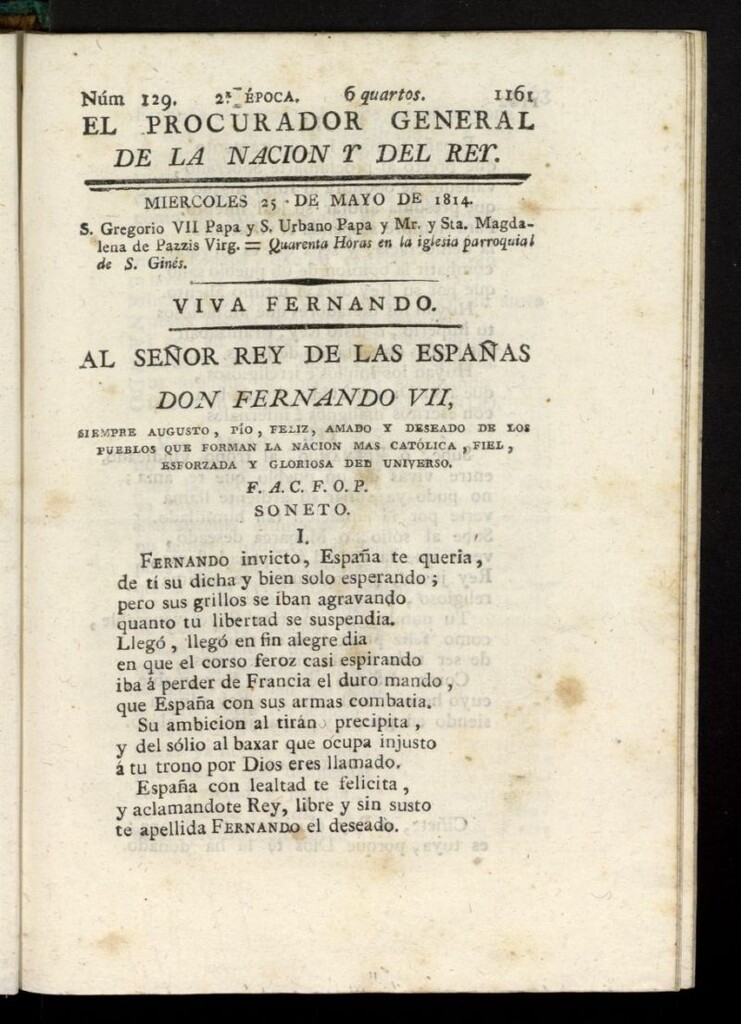 Núm 129. 2.ª ÉPOCA. 6 quartos. 1161
EL PROCURADOR GENERAL
DE LA NACION Y DEL REY.
MIERCOLES 25 DE MAYO DE 1814.
S. Gregorio VII Papa y S. Urbano Papa y Mr. y Sta. Magda-
lena de Pazzis Virg. = Quarenta Horas en la iglesia parroquial
de S. Ginés.
VIVA FERNANDO.
AL SEÑOR REY DE LAS ESPAÑAS
DON FERNANDO VII,
SIEMPRE AUGUSTO, PÍO, FELIZ, AMADO Y DESEADO DE LOS
PUEBLOS QUE FORMAN LA NACION MAS CATÓLICA, FIEL,
ESFORZADA Y GLORIOSA DEL UNIVERSO.
F. A. C. F. O. P.
SONETO.
I.
FERNANDO invicto, España te queria,
de tí su dicha y bien solo esperando;
pero sus grillos se iban agravando
quanto tu libertad se suspendia.
Llegó, llegó en fin alegre dia
en que el corso feroz casi espirando
iba á perder de Francia el duro mando,
que España con sus armas combatia.
Su ambicion al tirano precipita,
y del sólio al baxar que ocupa injusto
á tu trono por Dios eres llamado.
España con lealtad te felicita,
y aclamandote Rey, libre y sin susto
te apellida FERNANDO el deseado.